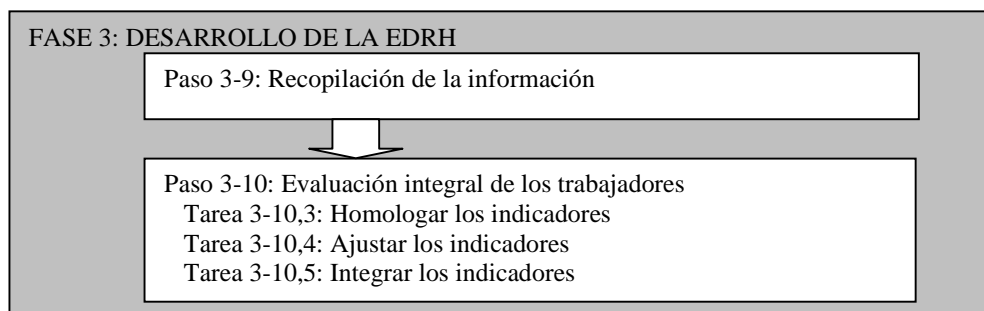 FASE 3: DESARROLLO DE LA EDRH
Paso 3-9: Recopilación de la información
Paso 3-10: Evaluación integral de los trabajadores
Tarea 3-10,3: Homologar los indicadores
Tarea 3-10,4: Ajustar los indicadores
Tarea 3-10,5: Integrar los indicadores